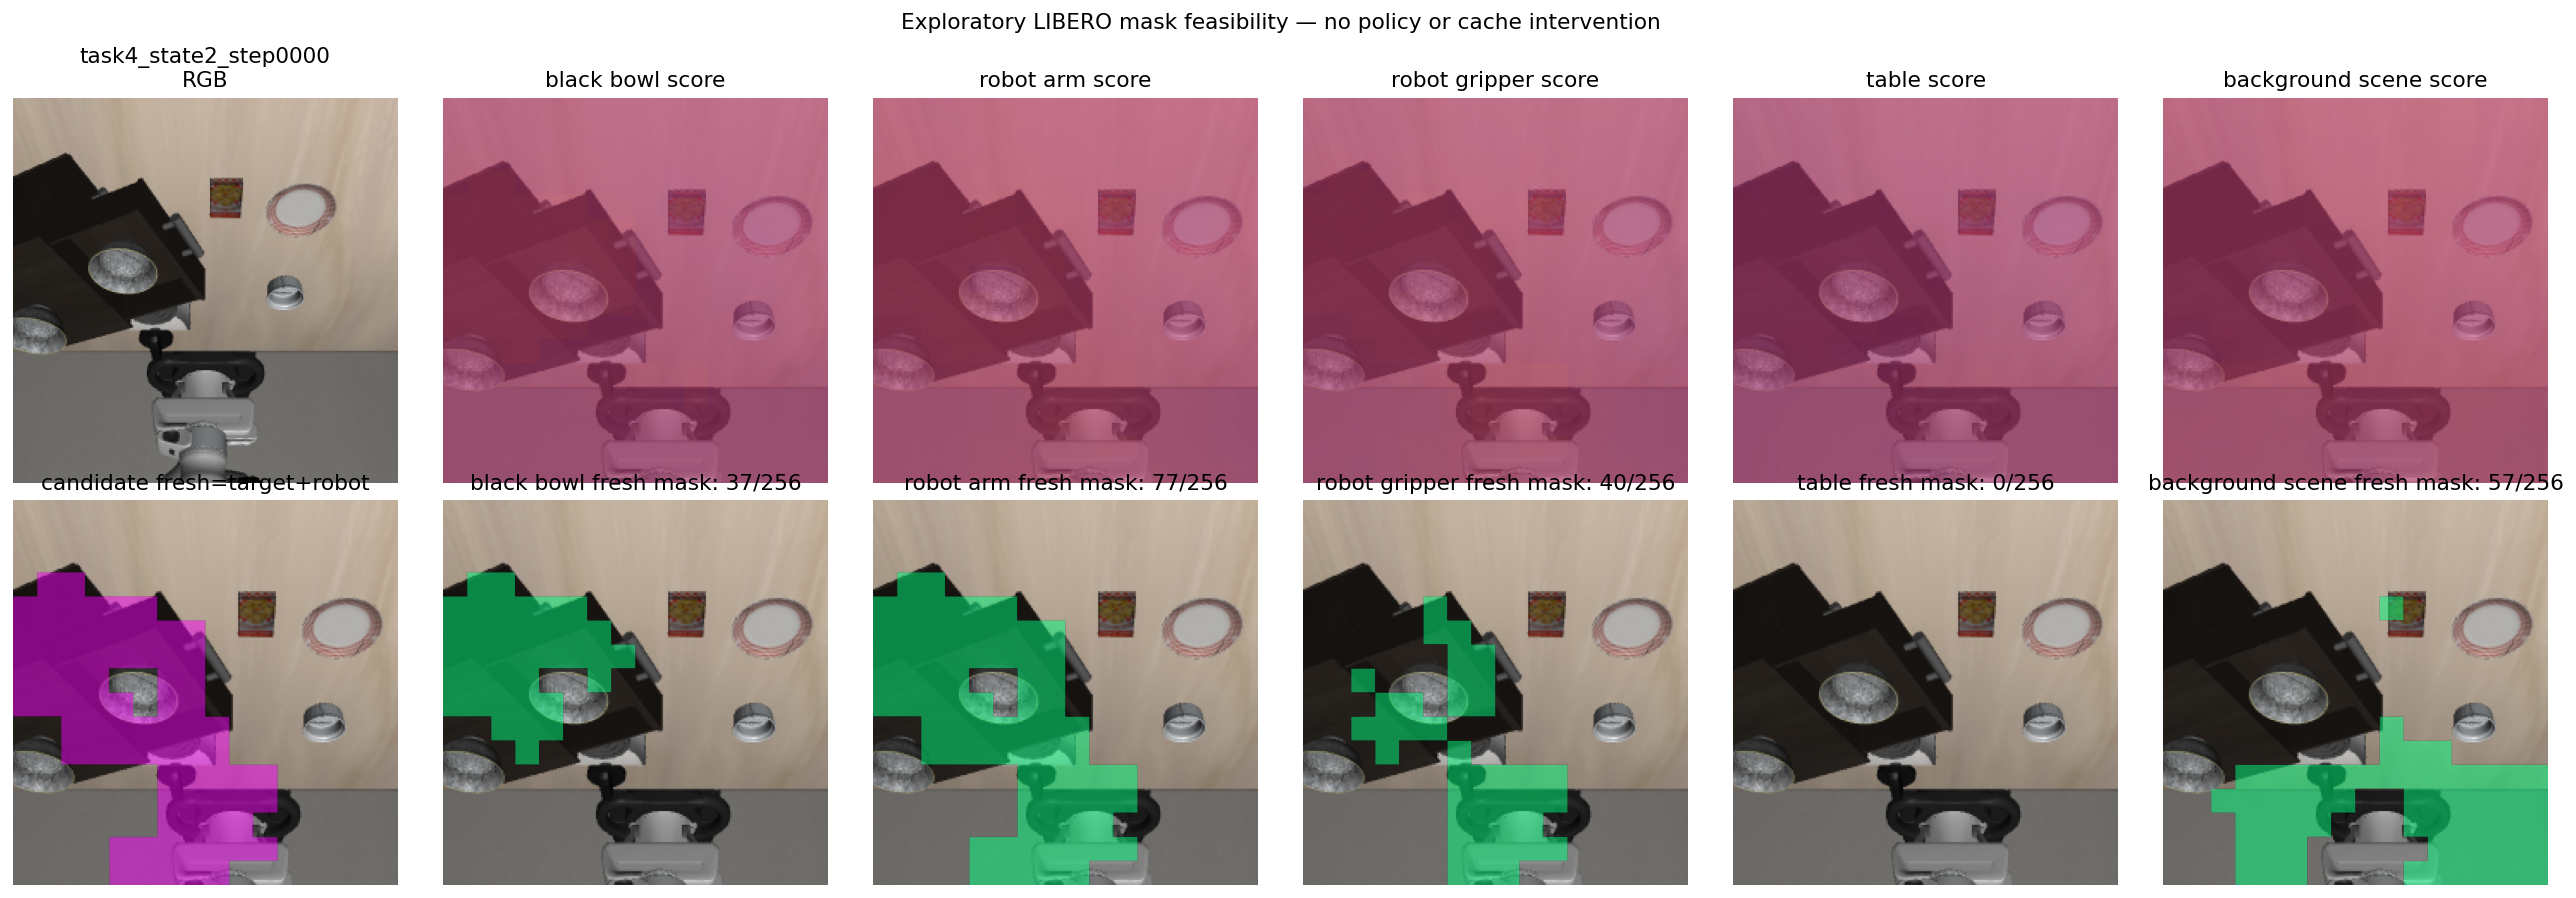 Exploratory LIBERO mask feasibility — no policy or cache intervention
task4_state2_step0000
RGB
black bowl score
robot arm score
robot gripper score
table score
background scene score
candidate fresh=target+robot
black bowl fresh mask: 37/256
robot arm fresh mask: 77/256
robot gripper fresh mask: 40/256
table fresh mask: 0/256
background scene fresh mask: 57/256